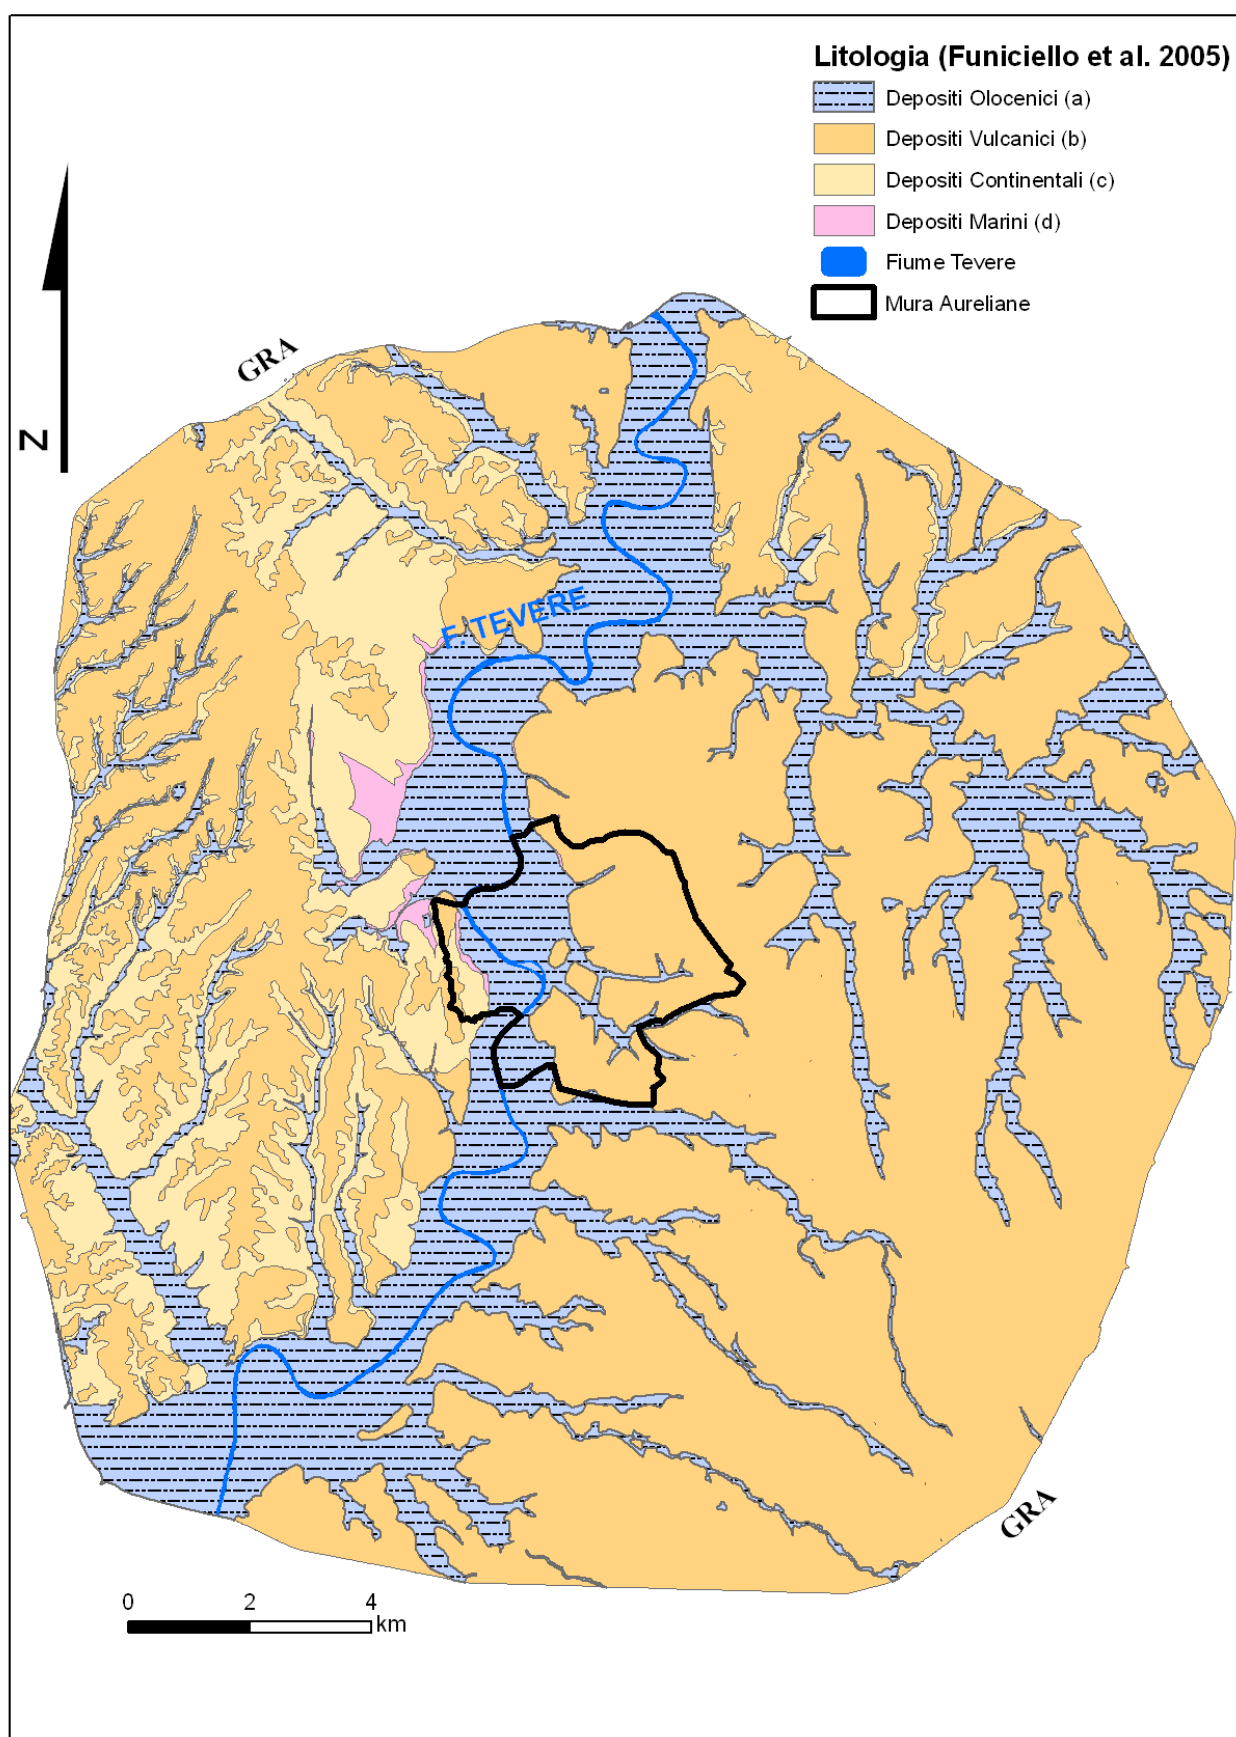 Litologia (Funiciello et al. 2005)
Depositi Olocenici (a)
Depositi Vulcanici (b)
Depositi Continentali (c)
Depositi Marini (d)
Fiume Tevere
Mura Aureliane
GRA
N
F. TEVERE
GRA
0 2 4
km